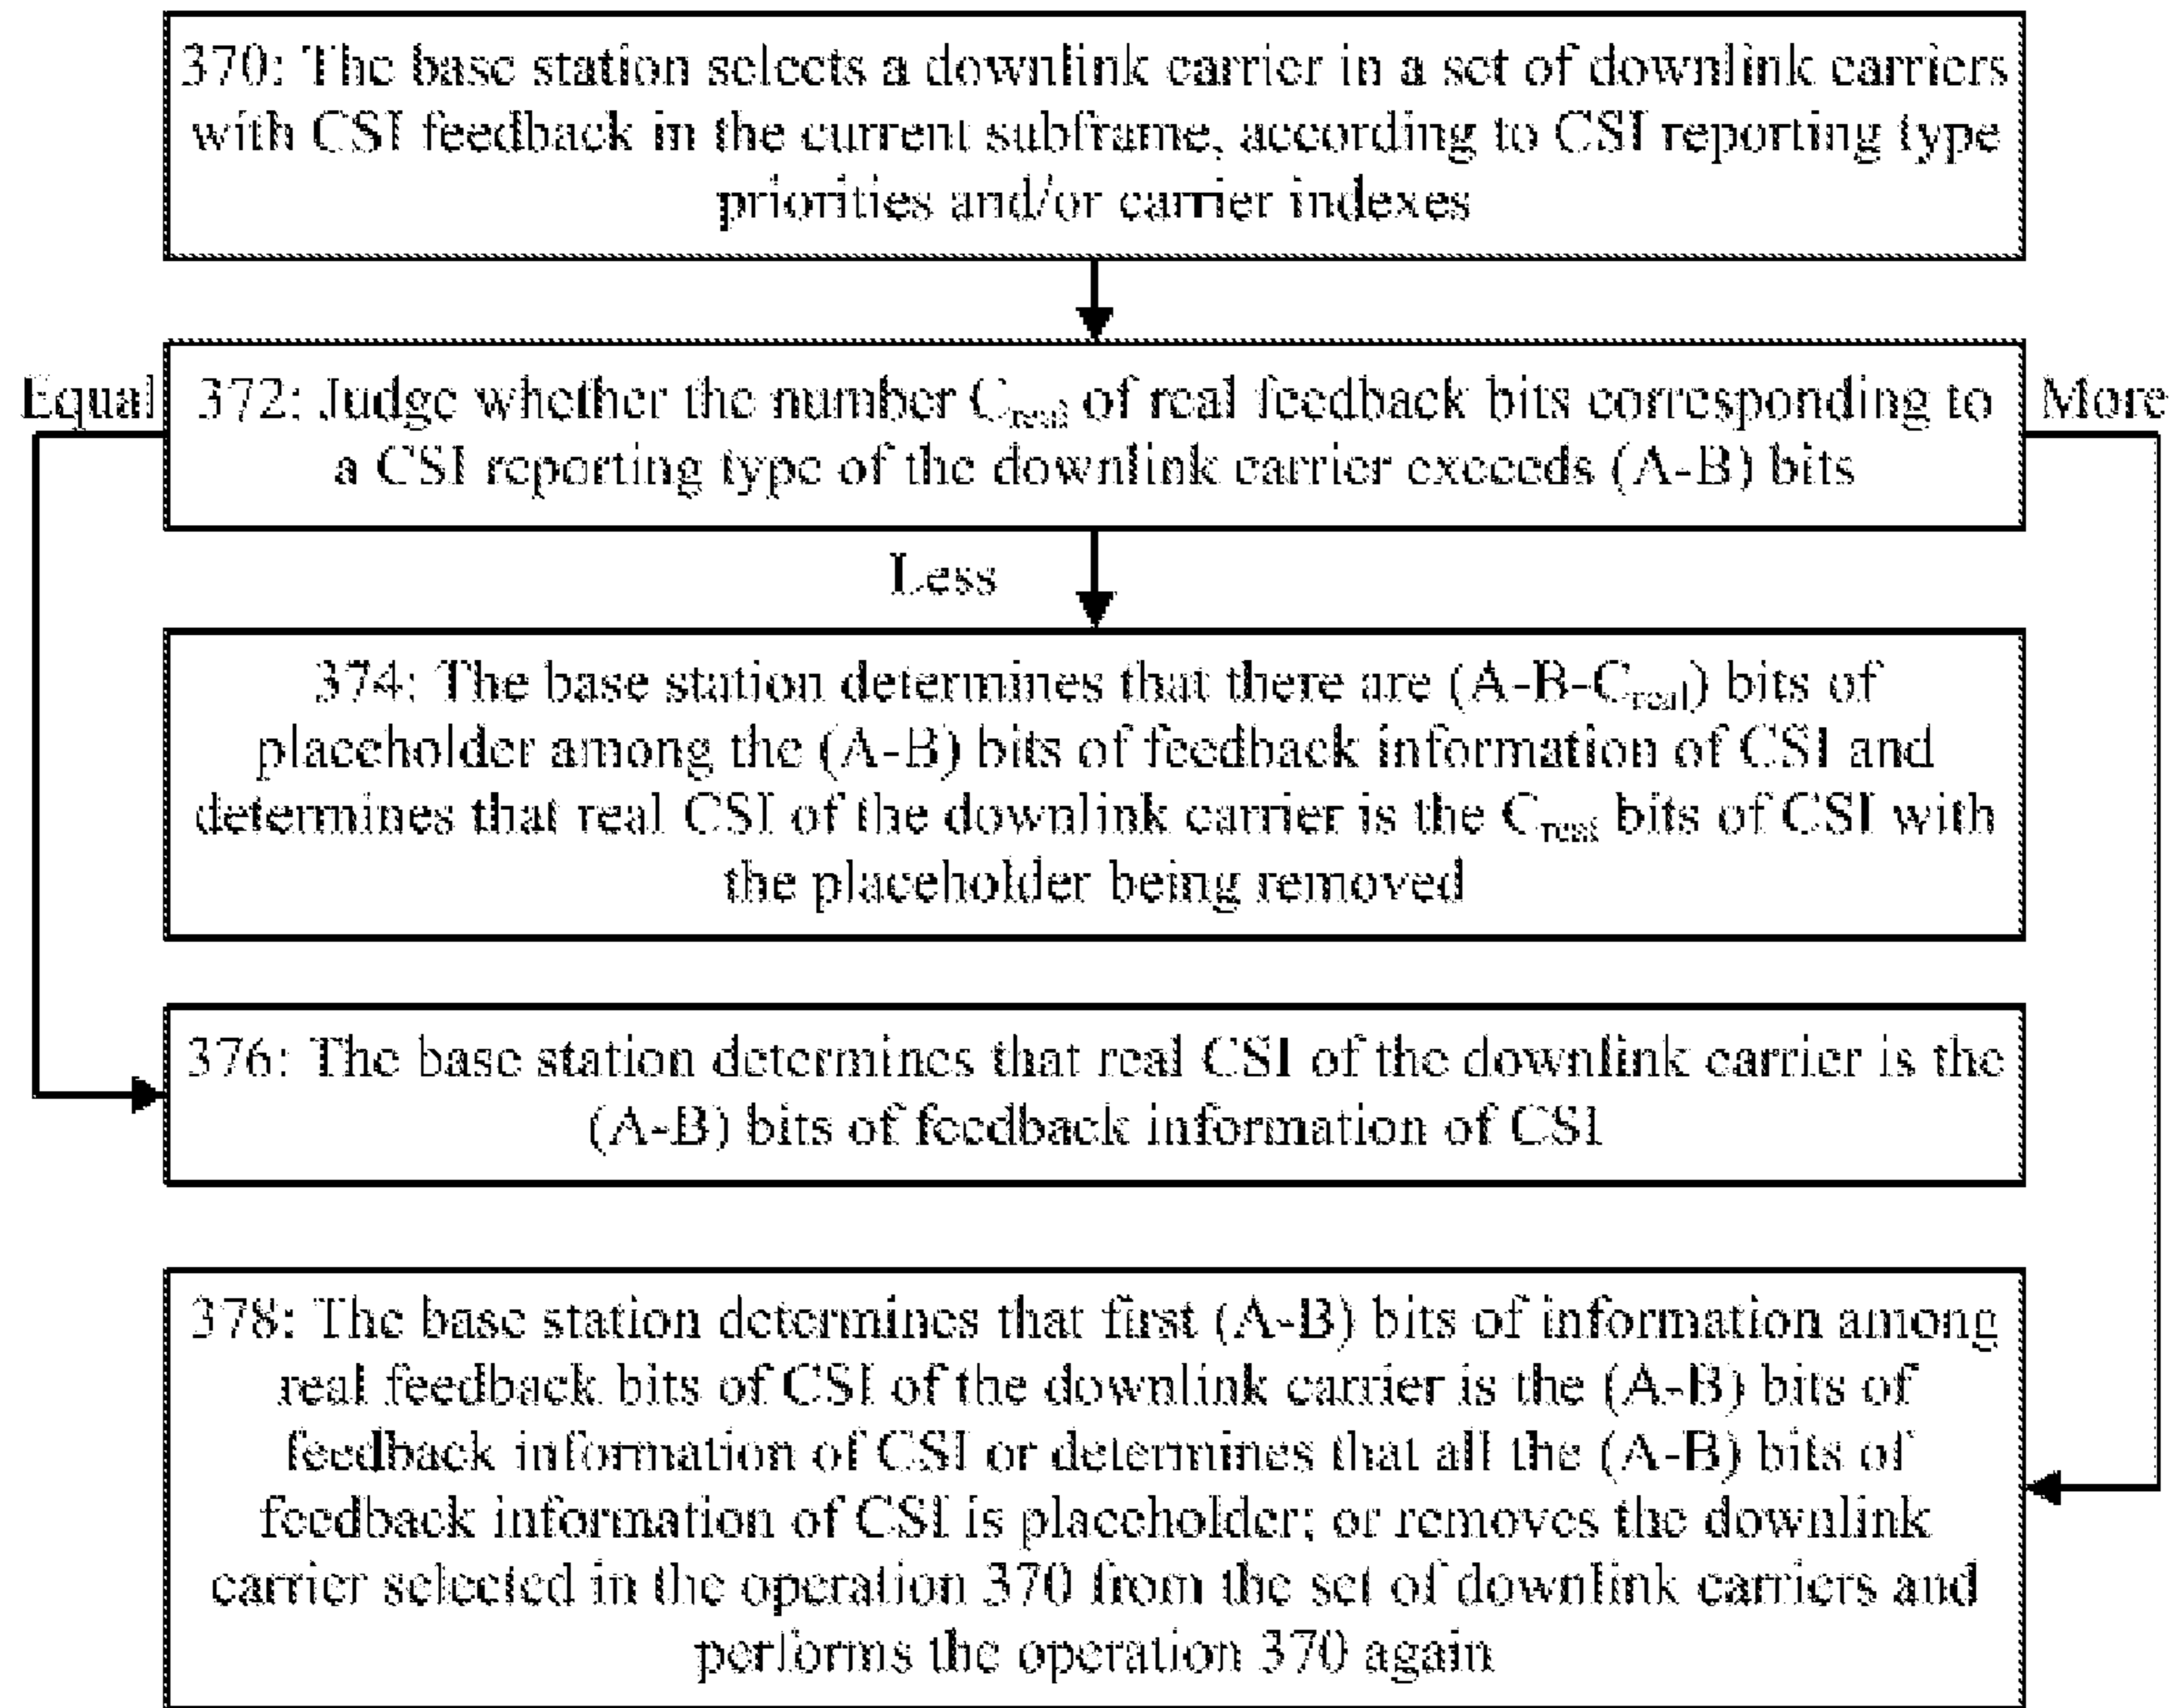 370: The base station selects a downlink carrier in a set of downlink carriers
with CSI feedback in the current subframe, according to CSI reporting type
priorities and/or carrier indexes
Equal
372: Judge whether the number Creal of real feedback bits corresponding to
a CSI reporting type of the downlink carrier exceeds (A-B) bits
More
Less
374: The base station determines that there are (A-B-Creal) bits of
placeholder among the (A-B) bits of feedback information of CSI and
determines that real CSI of the downlink carrier is the Creal bits of CSI with
the placeholder being removed
376: The base station determines that real CSI of the downlink carrier is the
(A-B) bits of feedback information of CSI
378: The base station determines that first (A-B) bits of information among
real feedback bits of CSI of the downlink carrier is the (A-B) bits of
feedback information of CSI or determines that all the (A-B) bits of
feedback information of CSI is placeholder; or removes the downlink
carrier selected in the operation 370 from the set of downlink carriers and
performs the operation 370 again